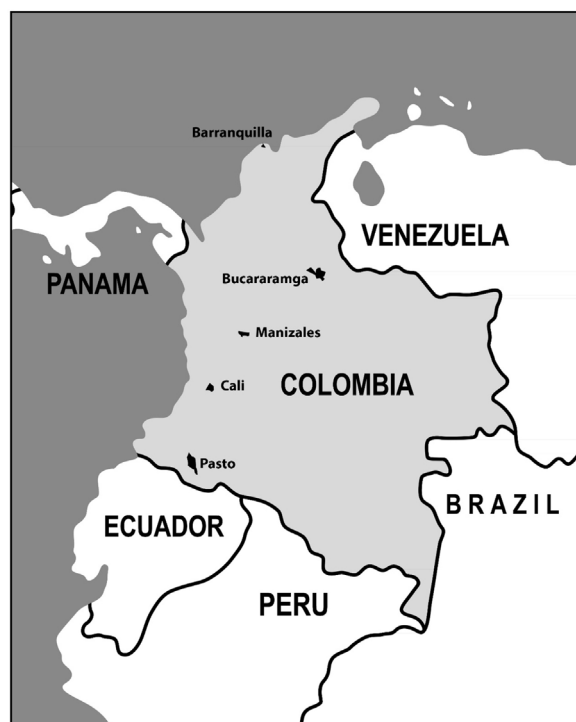 Barranquilla
VENEZUELA
PANAMA
Bucararamga
Manizales
Cali
COLOMBIA
Pasto
BRAZIL
ECUADOR
PERU